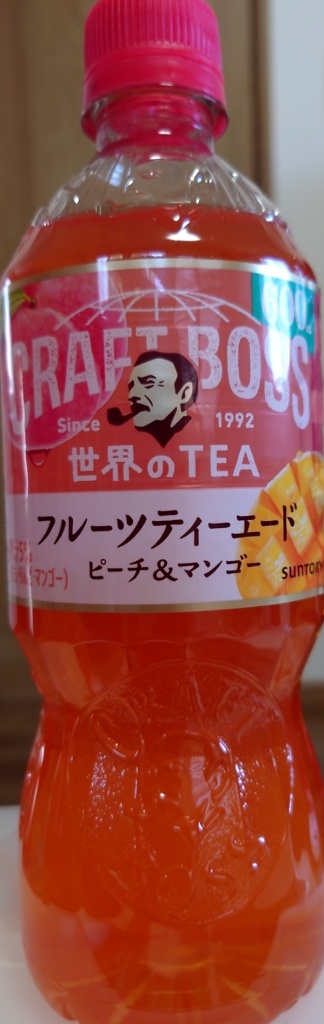 600ml
CRAFT BOSS
Since 1992
世界のTEA
フルーツティーエード
ピーチ&マンゴー
SUNTORY